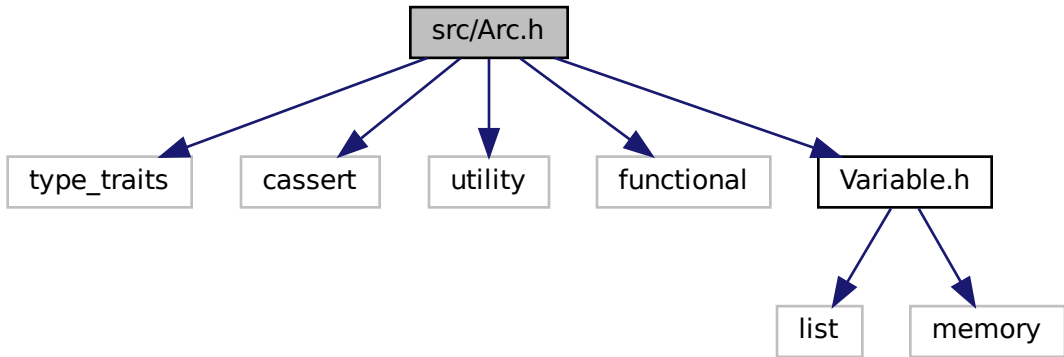 src/Arc.h
type_traits
cassert
utility
functional
Variable.h
list
memory